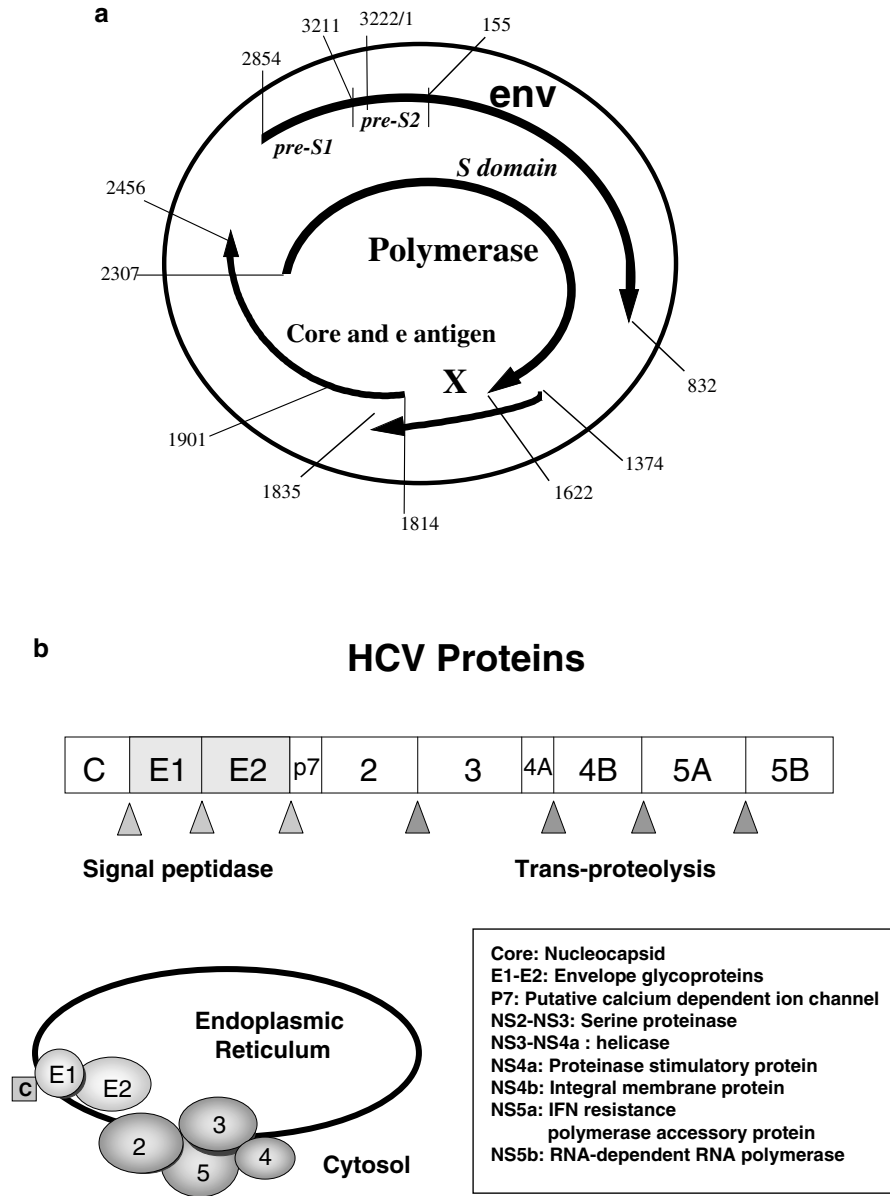 a
3211
3222/1
155
2854
env
pre-S1
pre-S2
S domain
2456
Polymerase
2307
Core and e antigen
X
832
1901
1374
1835
1622
1814
b
HCV Proteins
C E1 E2 p7 2 3 4A 4B 5A 5B
Signal peptidase
Trans-proteolysis
Endoplasmic
Reticulum
C E1 E2
2 3 5 4
Cytosol
Core: Nucleocapsid
E1-E2: Envelope glycoproteins
P7: Putative calcium dependent ion channel
NS2-NS3: Serine proteinase
NS3-NS4a : helicase
NS4a: Proteinase stimulatory protein
NS4b: Integral membrane protein
NS5a: IFN resistance
polymerase accessory protein
NS5b: RNA-dependent RNA polymerase